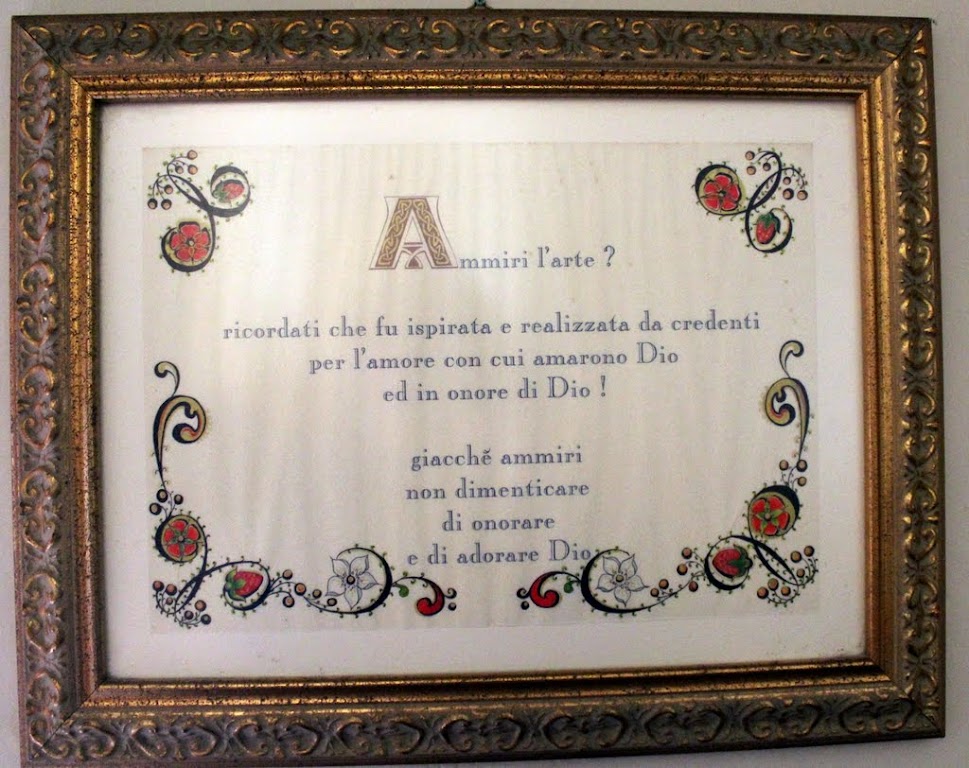 Ammiri l'arte ?
ricordati che fu ispirata e realizzata da credenti
per l'amore con cui amarono Dio
ed in onore di Dio !
giacchĕ ammiri
non dimenticare
di onorare
e di adorare Dio